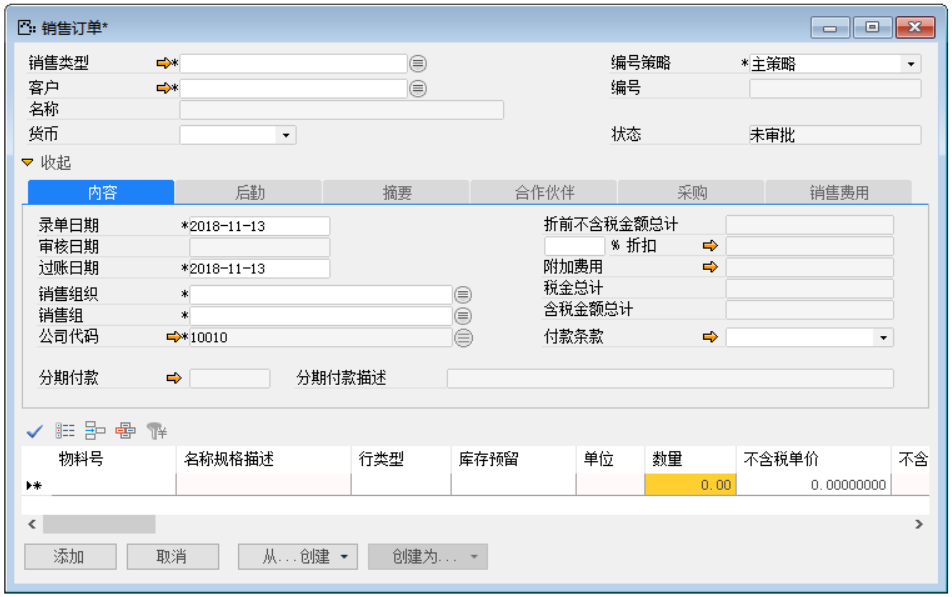 销售订单*
销售类型 * 编号策略 *主策略
客户 * 编号
名称
货币 状态 未审批
收起
内容 后勤 摘要 合作伙伴 采购 销售费用
录单日期 *2018-11-13 折前不含税金额总计
审核日期 % 折扣
过账日期 *2018-11-13 附加费用
税金总计
销售组织 *
含税金额总计
销售组 *
公司代码 *10010 付款条款
分期付款 分期付款描述
物料号 名称规格描述 行类型 库存预留 单位 数量 不含税单价 不含
* 0.00 0.00000000
添加 取消 从...创建 创建为...